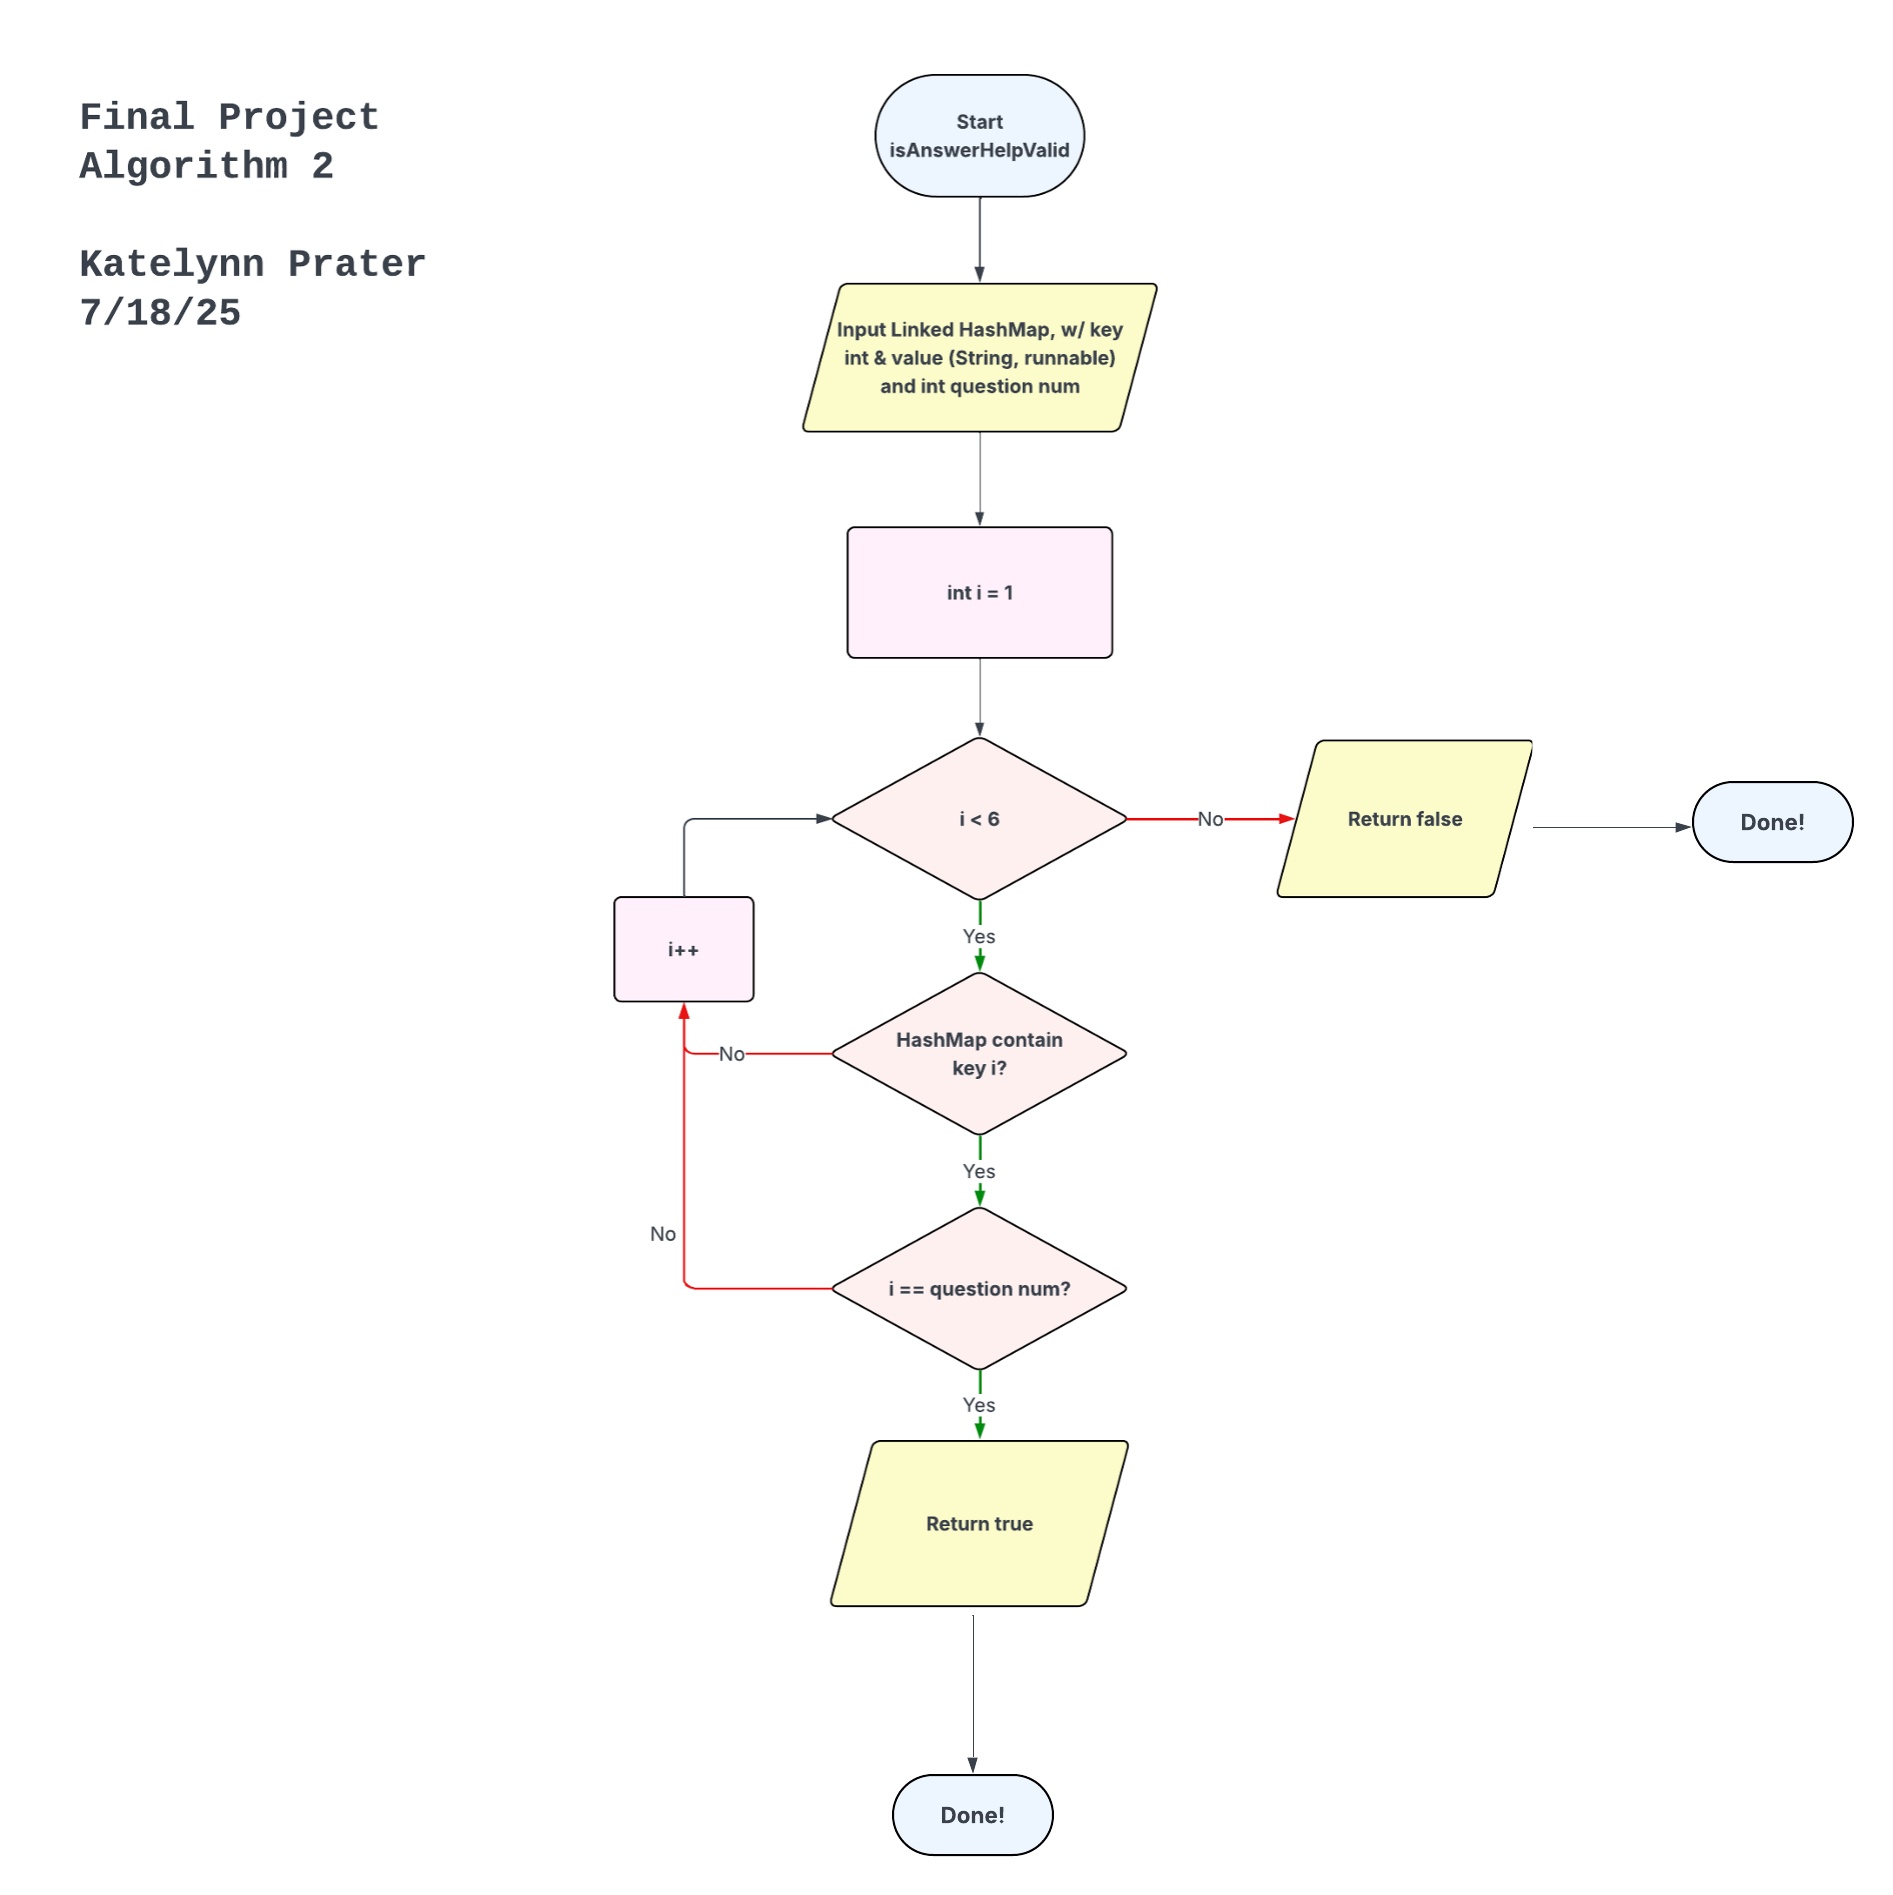 Final Project
Algorithm 2
Katelynn Prater
7/18/25
Start
isAnswerHelpValid
Input Linked HashMap, w/ key
int & value (String, runnable)
and int question num
int i = 1
i < 6
No
Return false
Done!
Yes
i++
HashMap contain
key i?
No
Yes
No
i == question num?
Yes
Return true
Done!